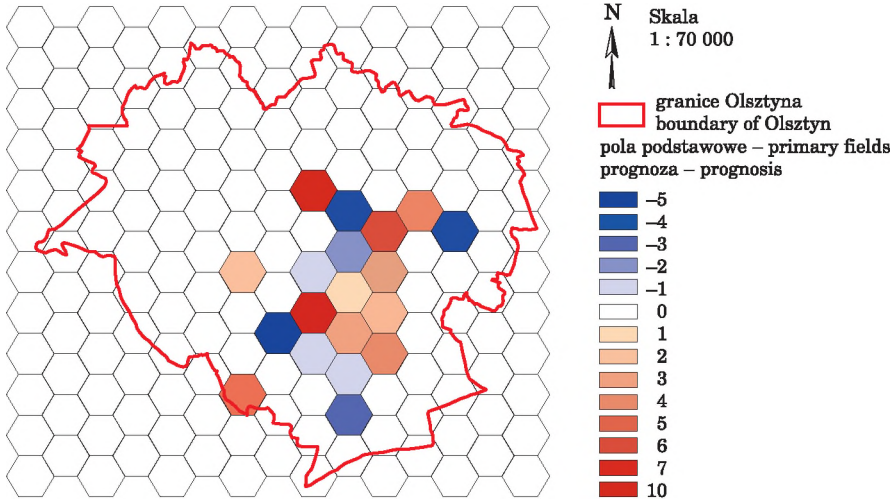 N
Skala
1 : 70 000
granice Olsztyna
boundary of Olsztyn
pola podstawowe – primary fields
prognoza – prognosis
–5
–4
–3
–2
–1
0
1
2
3
4
5
6
7
10